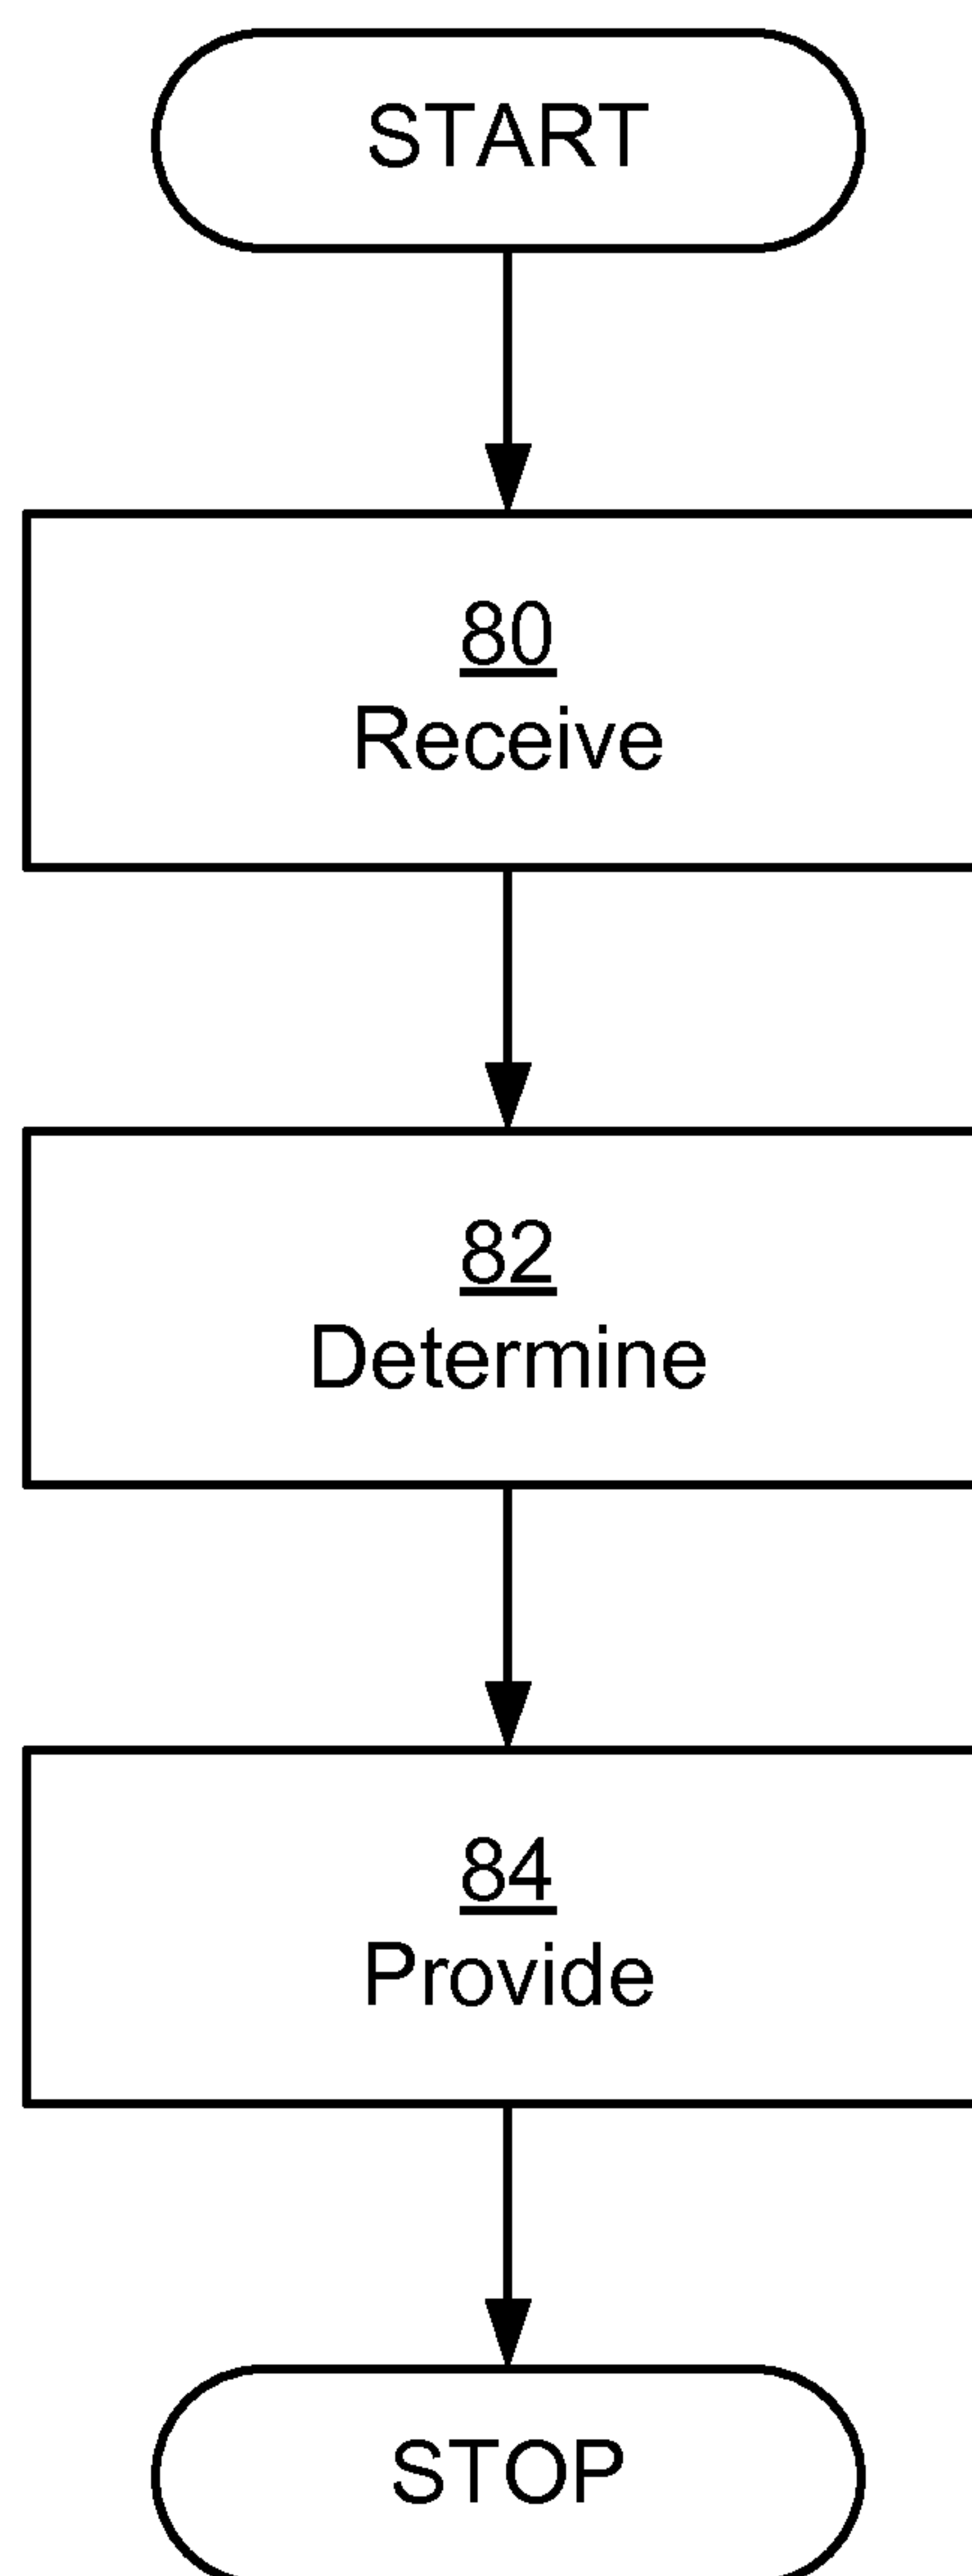 START
80
Receive
82
Determine
84
Provide
STOP